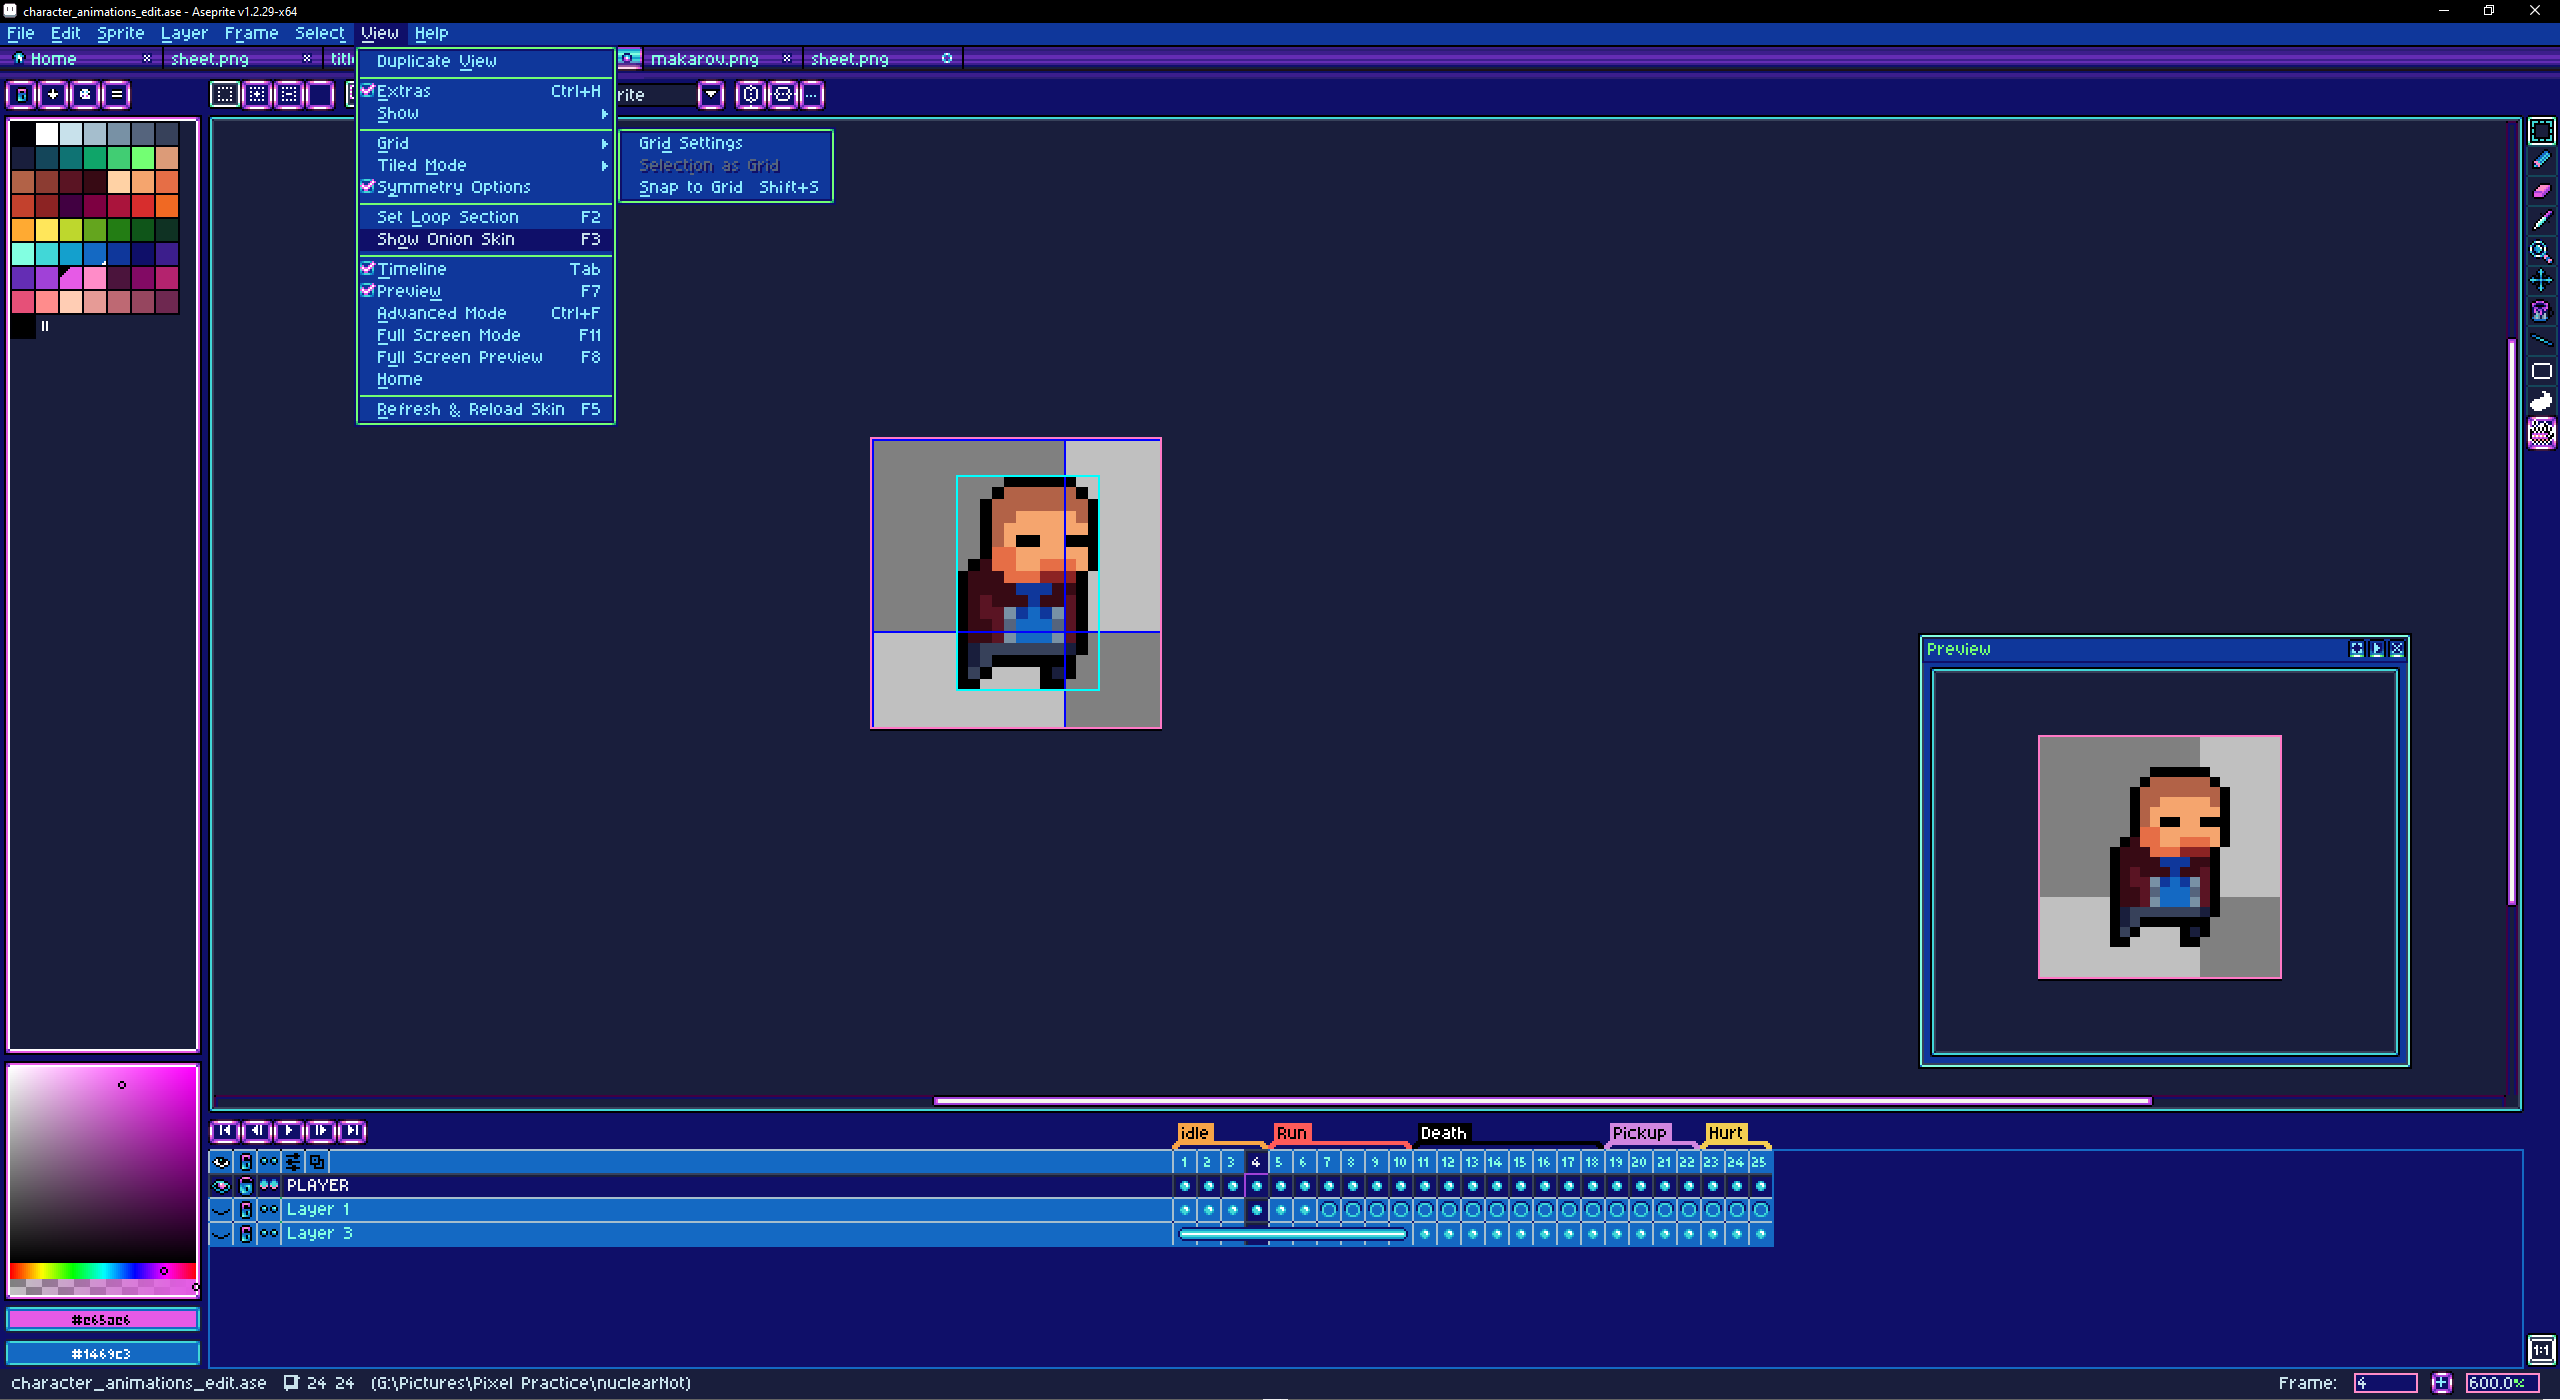 character_animations_edit.ase - Aseprite v1.2.29-x64
File Edit Sprite Layer Frame Select View Help
Home sheet.png makarov.png sheet.png
Duplicate View
Extras Ctrl+H
Show
Grid
Tiled Mode
Symmetry Options
Set Loop Section F2
Show Onion Skin F3
Timeline Tab
Preview F7
Advanced Mode Ctrl+F
Full Screen Mode F11
Full Screen Preview F8
Home
Refresh & Reload Skin F5
Grid Settings
Selection as Grid
Snap to Grid Shift+S
Preview
idle Run Death Pickup Hurt
1 2 3 4 5 6 7 8 9 10 11 12 13 14 15 16 17 18 19 20 21 22 23 24 25
PLAYER
Layer 1
Layer 3
#e65ae6
#1469c3
1:1
character_animations_edit.ase 24 24 (G:\Pictures\Pixel Practice\nuclearNot) Frame: 4 600.0%